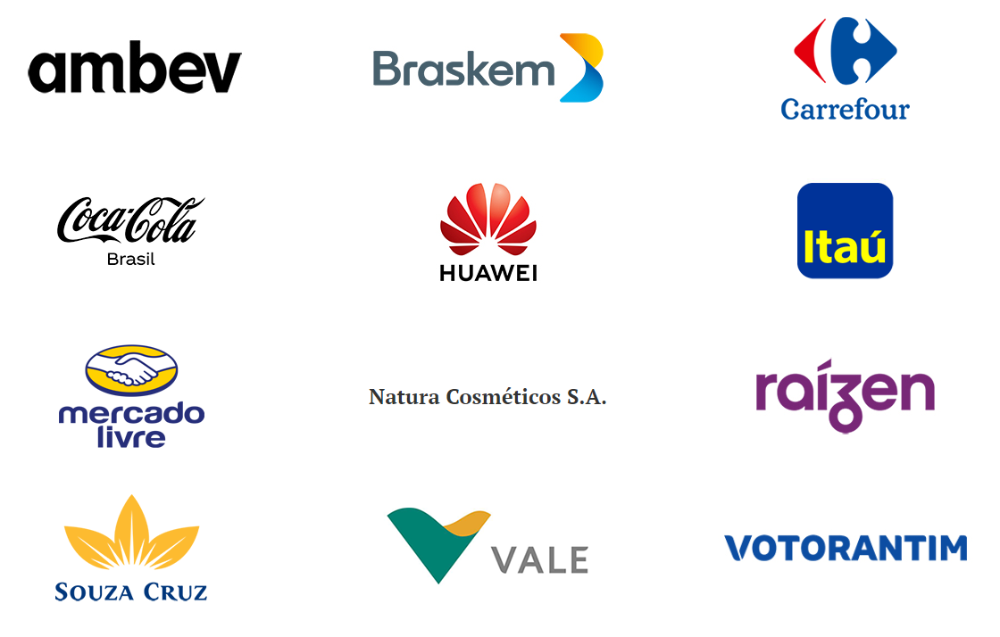 ambev
Braskem
Carrefour
Coca-Cola
Brasil
HUAWEI
Itaú
mercado
livre
Natura Cosméticos S.A.
raízen
SOUZA CRUZ
VALE
VOTORANTIM